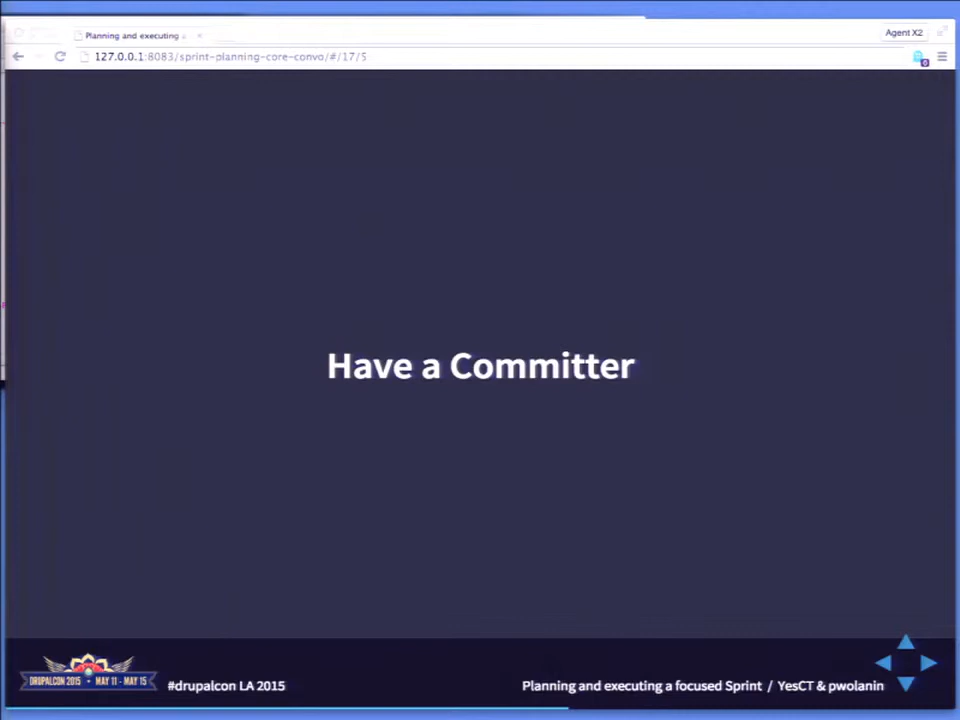 Planning and executing a
Agent X2
127.0.0.1:8083/sprint-planning-core-convo/#/17/5
0
Have a Committer
DRUPALCON 2015 • MAY 11 - MAY 15
#drupalcon LA 2015
Planning and executing a focused Sprint / YesCT & pwolanin